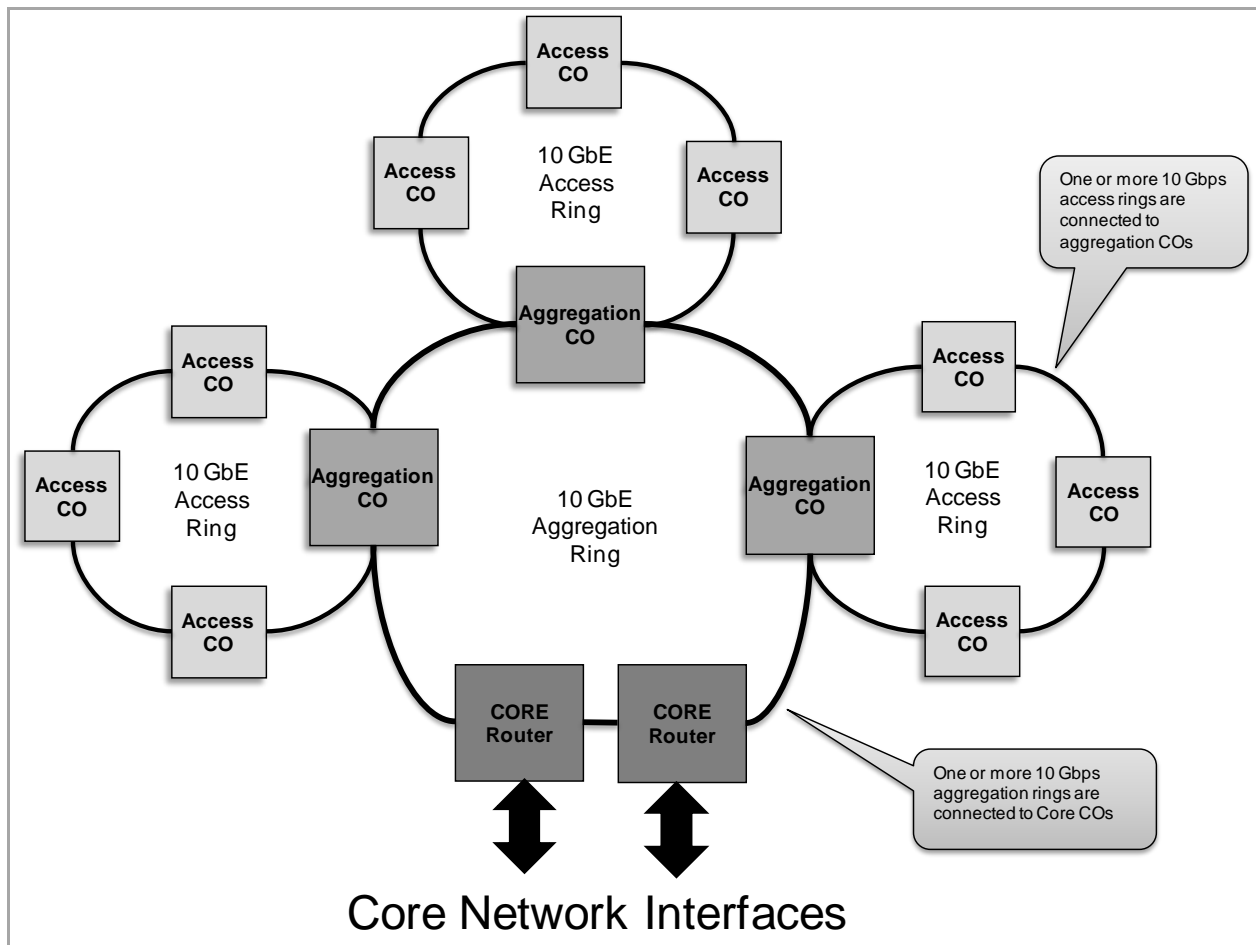 Access
CO
Access
CO
10 GbE
Access
Ring
Access
CO
One or more 10 Gbps
access rings are
connected to
aggregation COs
Aggregation
CO
Access
CO
Access
CO
10 GbE
Access
Ring
Access
CO
Aggregation
CO
10 GbE
Aggregation
Ring
Aggregation
CO
Access
CO
10 GbE
Access
Ring
Access
CO
Access
CO
CORE
Router
CORE
Router
One or more 10 Gbps
aggregation rings are
connected to Core COs
Core Network Interfaces